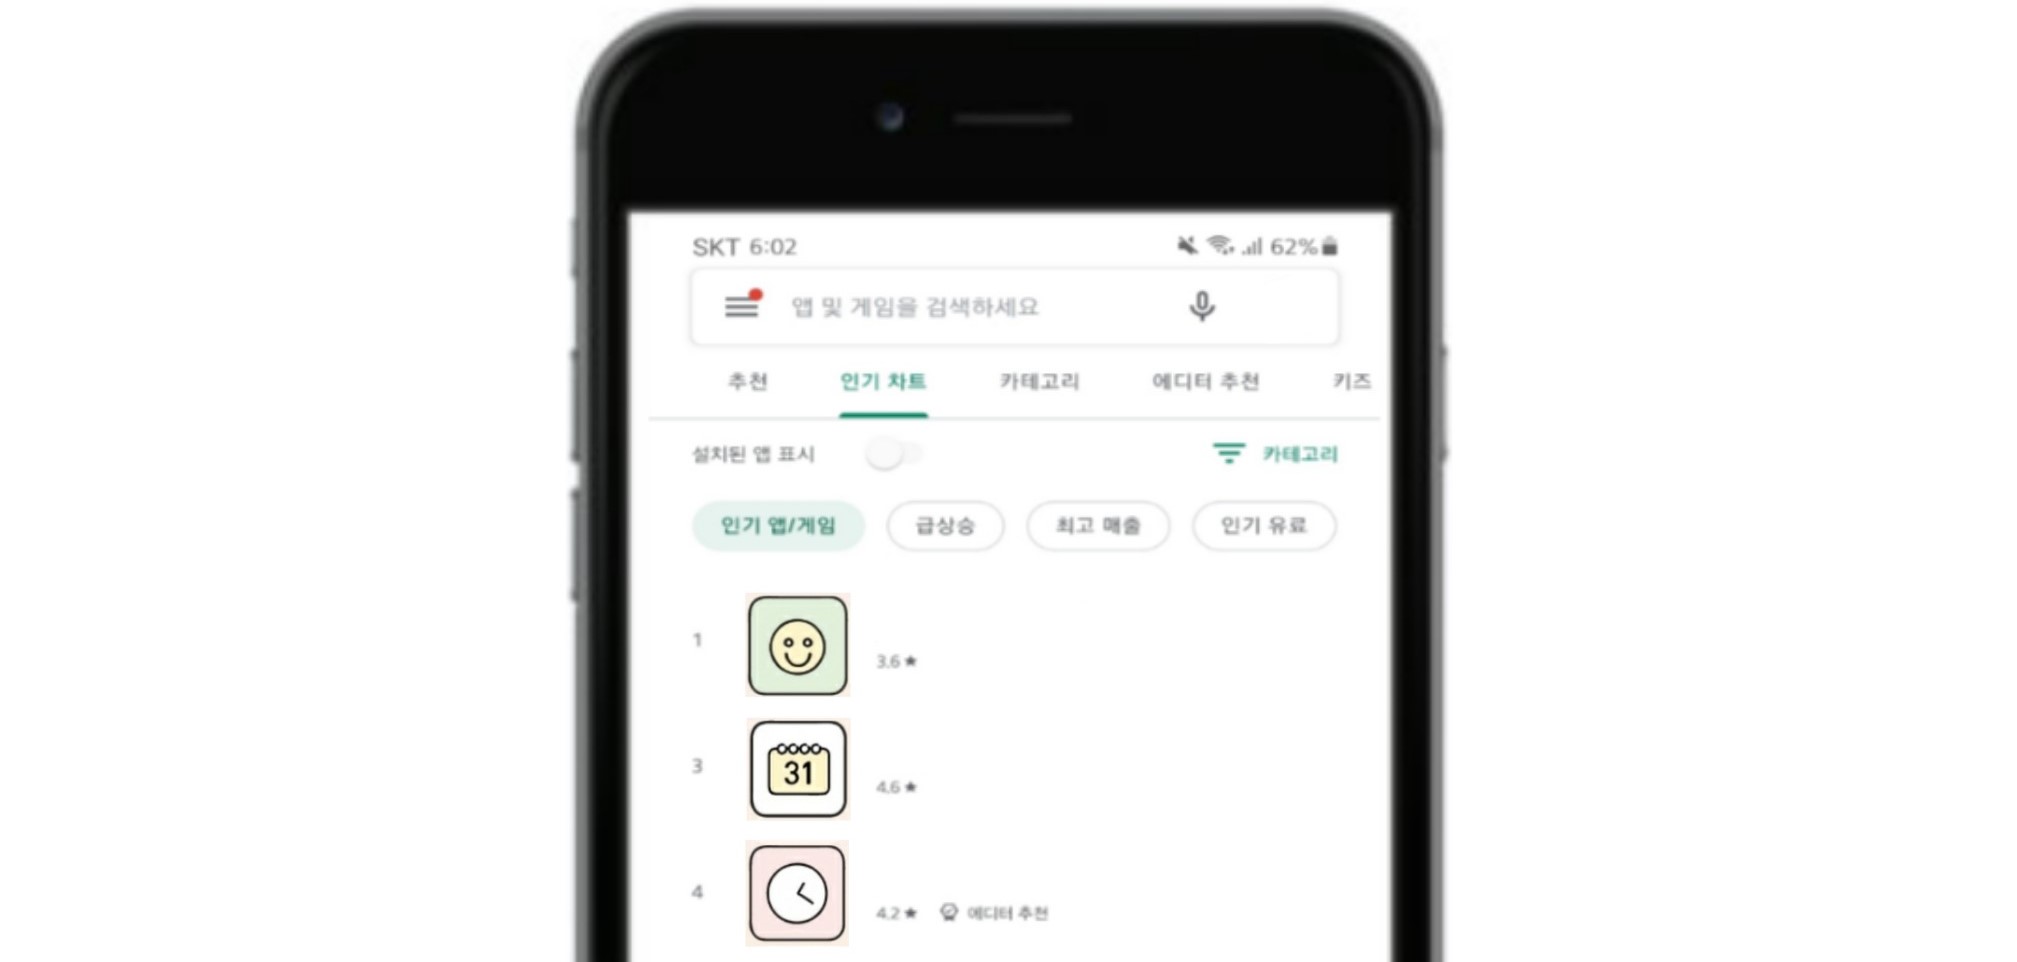 SKT 6:02 62%
앱 및 게임을 검색하세요
추천 인기 차트 카테고리 에디터 추천 키즈
설치된 앱 표시 카테고리
인기 앱/게임 급상승 최고 매출 인기 유료
1
3.6★
3
31
4.6★
4
4.2★ 에디터 추천